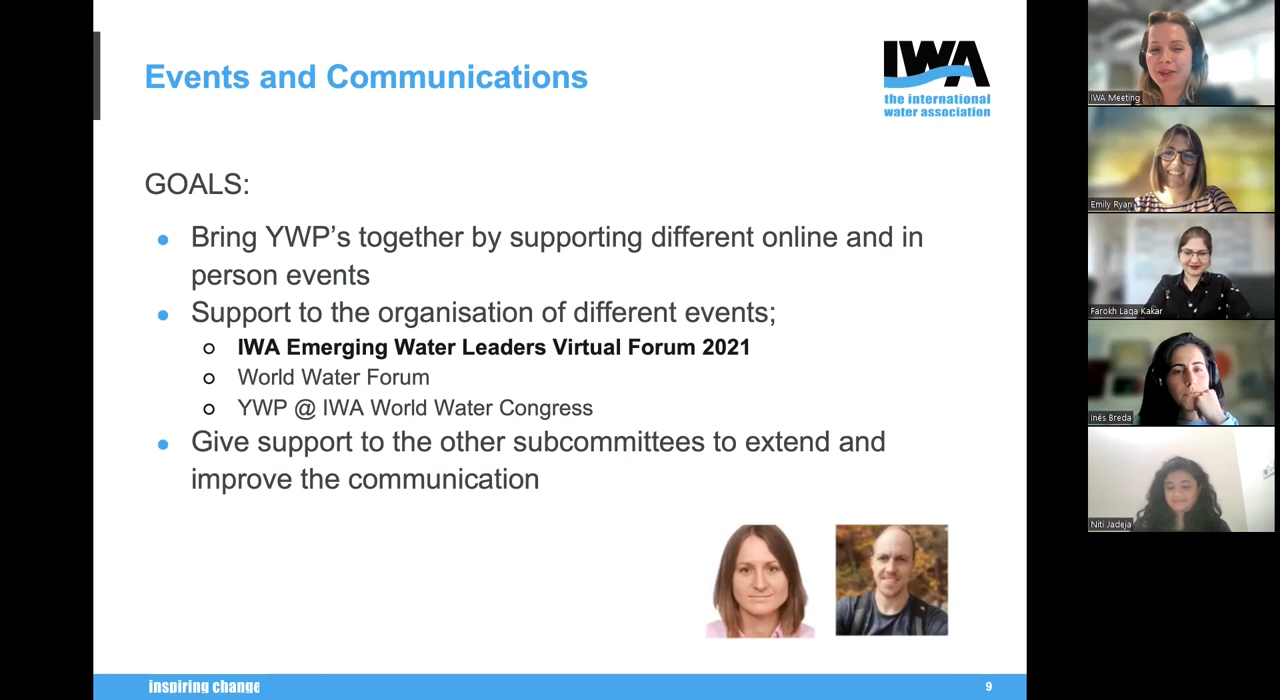 Events and Communications
IWA
the international
water association
GOALS:
Bring YWP's together by supporting different online and in
person events
Support to the organisation of different events;
IWA Emerging Water Leaders Virtual Forum 2021
World Water Forum
YWP @ IWA World Water Congress
Give support to the other subcommittees to extend and
improve the communication
inspiring change
9
IWA Meeting
Emily Ryan
Farokh Laqa Kakar
Inês Breda
Niti Jadeja